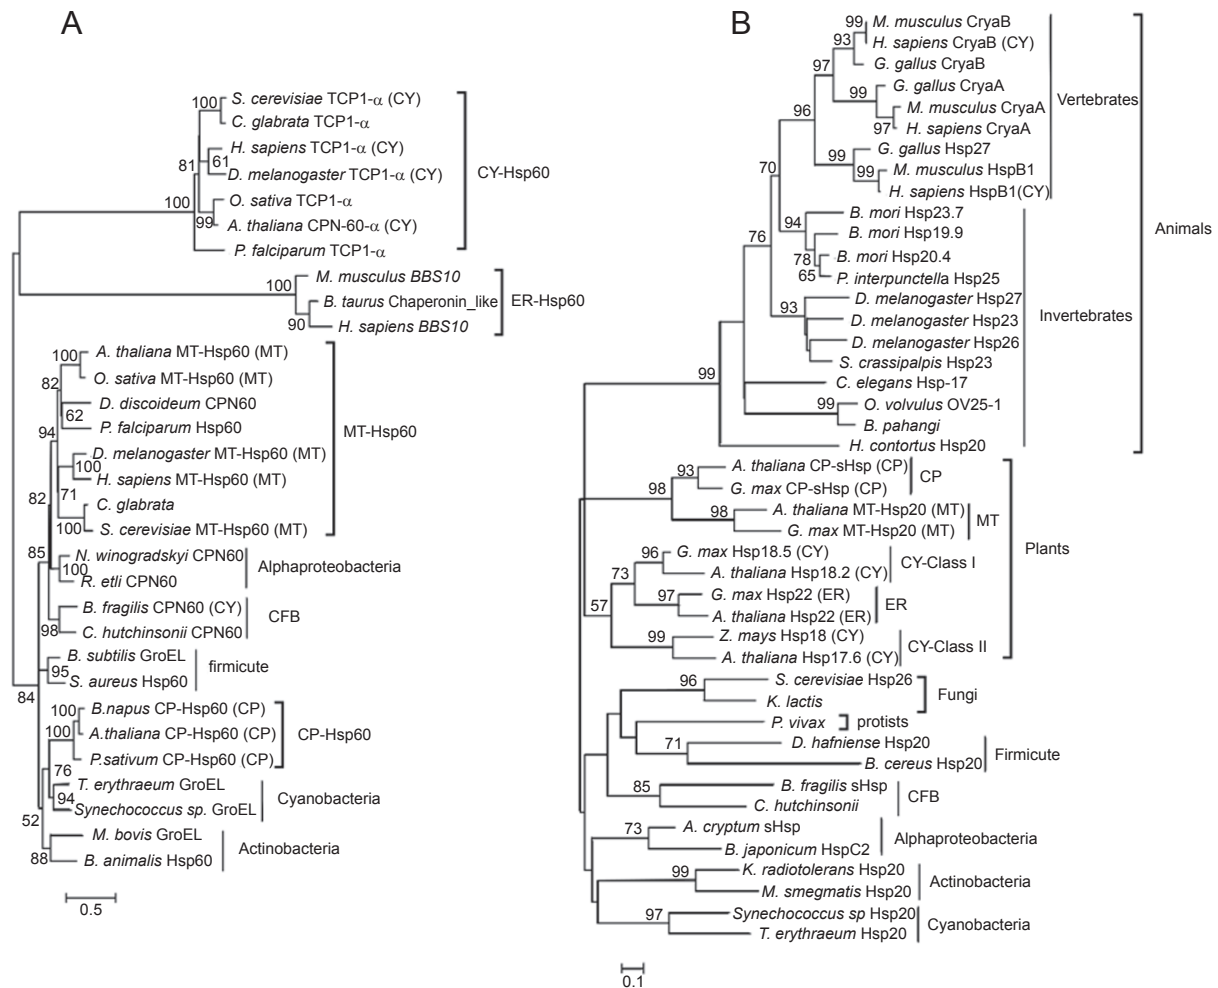 A
100
S. cerevisiae TCP1-α (CY)
C. glabrata TCP1-α
H. sapiens TCP1-α (CY)
81
61
D. melanogaster TCP1-α (CY)
CY-Hsp60
100
O. sativa TCP1-α
99
A. thaliana CPN-60-α (CY)
P. falciparum TCP1-α
M. musculus BBS10
100
B. taurus Chaperonin_like
ER-Hsp60
90
H. sapiens BBS10
100
A. thaliana MT-Hsp60 (MT)
O. sativa MT-Hsp60 (MT)
82
D. discoideum CPN60
62
P. falciparum Hsp60
MT-Hsp60
94
D. melanogaster MT-Hsp60 (MT)
100
H. sapiens MT-Hsp60 (MT)
82
71
C. glabrata
100
S. cerevisiae MT-Hsp60 (MT)
85
N. winogradskyi CPN60
100
Alphaproteobacteria
R. etli CPN60
B. fragilis CPN60 (CY)
CFB
98
C. hutchinsonii CPN60
B. subtilis GroEL
95
firmicute
S. aureus Hsp60
84
100
B.napus CP-Hsp60 (CP)
100
A.thaliana CP-Hsp60 (CP)
CP-Hsp60
P.sativum CP-Hsp60 (CP)
76
T. erythraeum GroEL
94
Cyanobacteria
Synechococcus sp. GroEL
52
M. bovis GroEL
Actinobacteria
88
B. animalis Hsp60
0.5
B
99
M. musculus CryaB
93
H. sapiens CryaB (CY)
97
G. gallus CryaB
G. gallus CryaA
99
Vertebrates
M. musculus CryaA
96
97
H. sapiens CryaA
G. gallus Hsp27
99
70
99
M. musculus HspB1
H. sapiens HspB1(CY)
B. mori Hsp23.7
94
Animals
76
B. mori Hsp19.9
78
B. mori Hsp20.4
65
P. interpunctella Hsp25
D. melanogaster Hsp27
93
D. melanogaster Hsp23
Invertebrates
D. melanogaster Hsp26
S. crassipalpis Hsp23
99
C. elegans Hsp-17
99
O. volvulus OV25-1
B. pahangi
H. contortus Hsp20
93
A. thaliana CP-sHsp (CP)
CP
98
G. max CP-sHsp (CP)
98
A. thaliana MT-Hsp20 (MT)
MT
G. max MT-Hsp20 (MT)
Plants
96
G. max Hsp18.5 (CY)
CY-Class I
73
A. thaliana Hsp18.2 (CY)
97
G. max Hsp22 (ER)
ER
57
A. thaliana Hsp22 (ER)
99
Z. mays Hsp18 (CY)
CY-Class II
A. thaliana Hsp17.6 (CY)
96
S. cerevisiae Hsp26
Fungi
K. lactis
P. vivax
protists
71
D. hafniense Hsp20
Firmicute
B. cereus Hsp20
85
B. fragilis sHsp
CFB
C. hutchinsonii
73
A. cryptum sHsp
Alphaproteobacteria
B. japonicum HspC2
99
K. radiotolerans Hsp20
Actinobacteria
M. smegmatis Hsp20
97
Synechococcus sp Hsp20
Cyanobacteria
T. erythraeum Hsp20
0.1